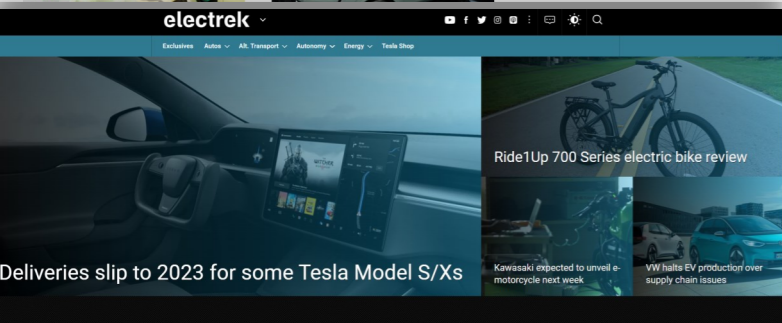 electrek
Exclusives Autos Alt. Transport Autonomy Energy Tesla Shop
WITCHER
Deliveries slip to 2023 for some Tesla Model S/Xs
Ride1Up 700 Series electric bike review
Kawasaki expected to unveil e-
motorcycle next week
VW halts EV production over
supply chain issues